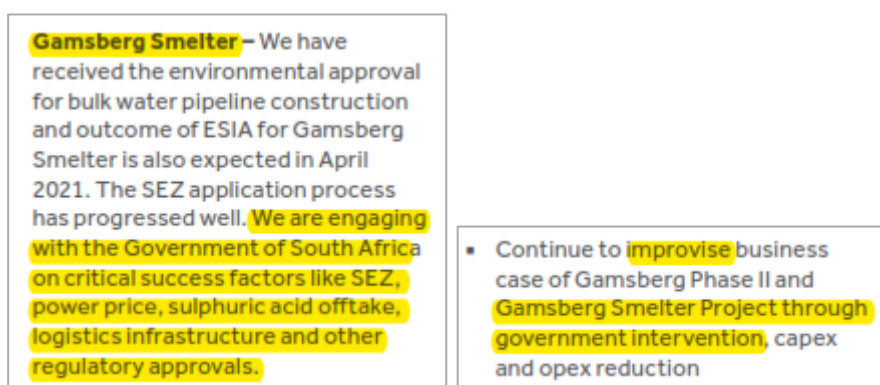 Gamsberg Smelter – We have
received the environmental approval
for bulk water pipeline construction
and outcome of ESIA for Gamsberg
Smelter is also expected in April
2021. The SEZ application process
has progressed well. We are engaging
with the Government of South Africa
on critical success factors like SEZ,
power price, sulphuric acid offtake,
logistics infrastructure and other
regulatory approvals.
▪ Continue to improvise business
case of Gamsberg Phase II and
Gamsberg Smelter Project through
government intervention, capex
and opex reduction